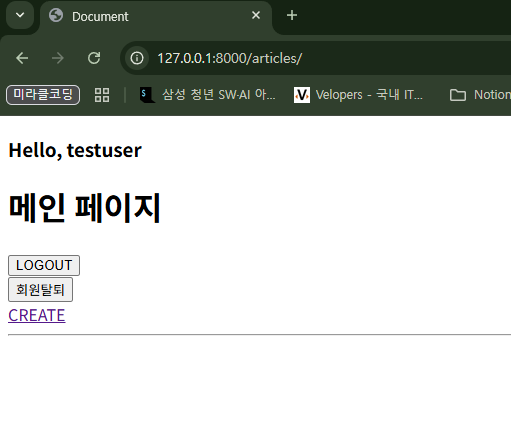 Document
127.0.0.1:8000/articles/
미라클코딩
삼성 청년 SW·AI 아...
Velopers - 국내 IT...
Notion
Hello, testuser
메인 페이지
LOGOUT
회원탈퇴
CREATE